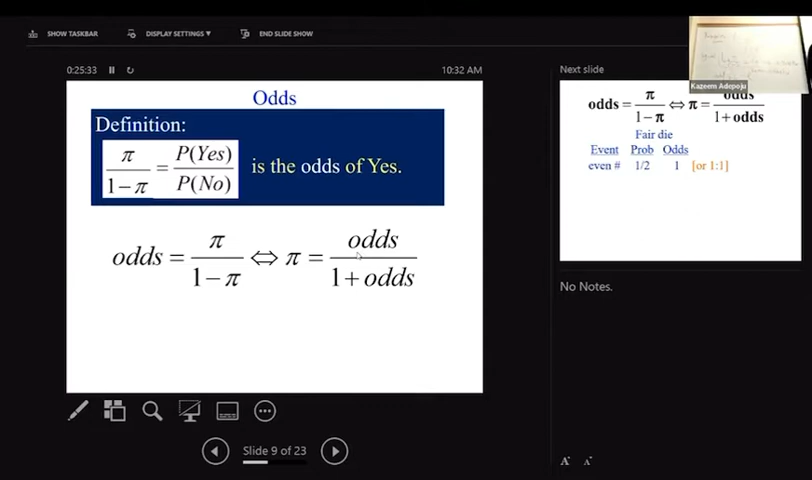 SHOW TASKBAR
DISPLAY SETTINGS ▼
END SLIDE SHOW
0:25:33
10:32 AM
Odds
Definition:
π / 1−π = P(Yes) / P(No) is the odds of Yes.
odds = π / 1−π ⇔ π = odds / 1+odds
Slide 9 of 23
Next slide
Kazeem Adepoju
odds = π / 1−π ⇔ π = odds / 1+odds
Fair die
Event Prob Odds
even # 1/2 1 [or 1:1]
No Notes.
A A